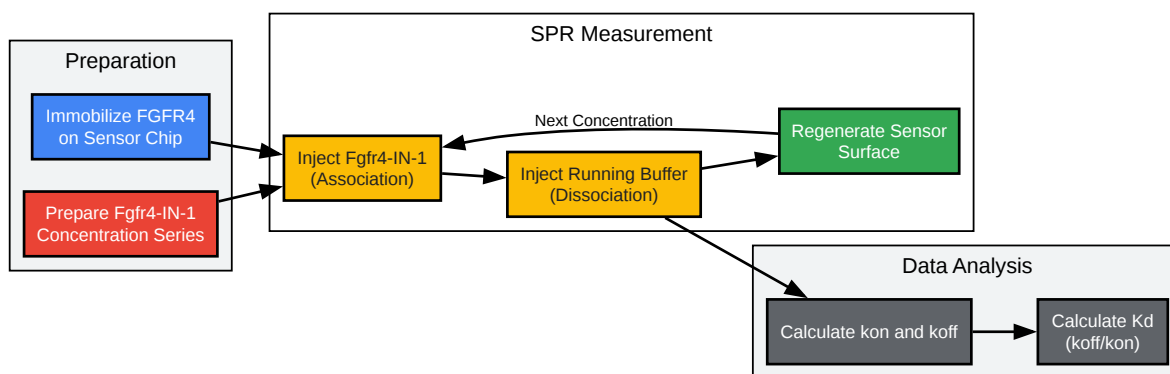 Preparation
Immobilize FGFR4
on Sensor Chip
Prepare Fgfr4-IN-1
Concentration Series
SPR Measurement
Inject Fgfr4-IN-1
(Association)
Next Concentration
Inject Running Buffer
(Dissociation)
Regenerate Sensor
Surface
Data Analysis
Calculate kon and koff
Calculate Kd
(koff/kon)